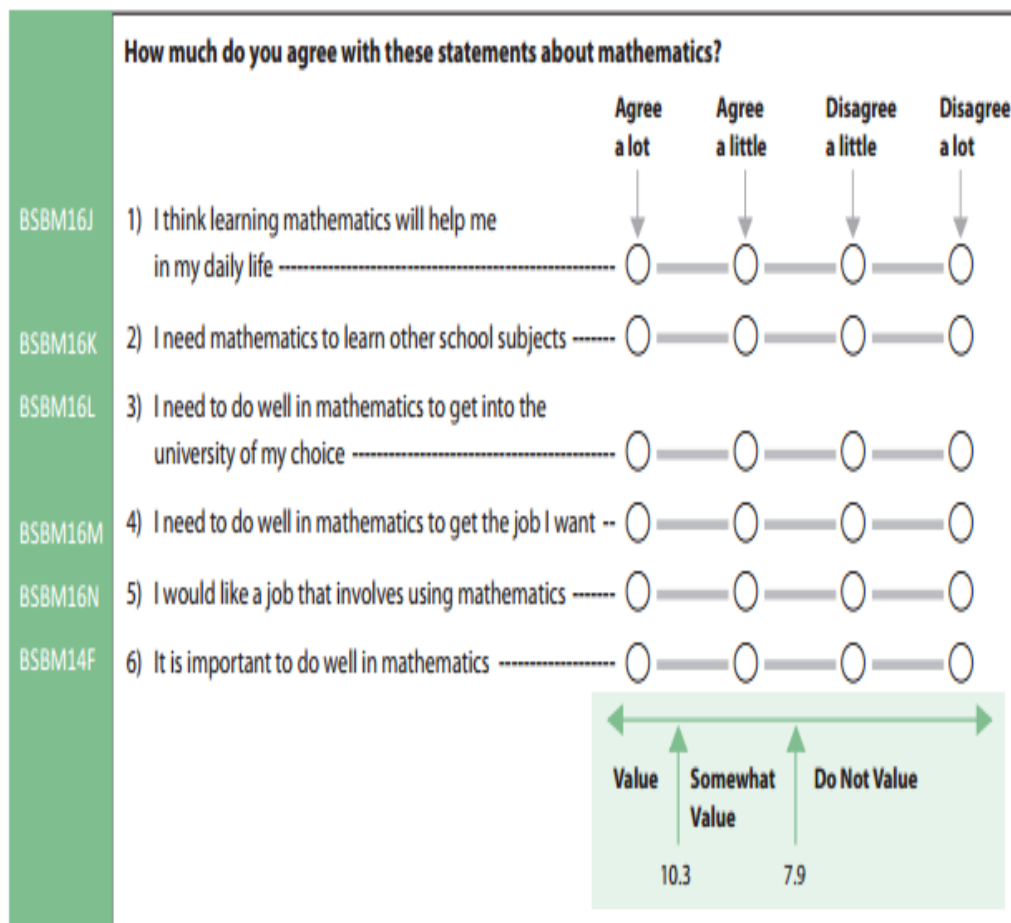 How much do you agree with these statements about mathematics?
Agree a lot
Agree a little
Disagree a little
Disagree a lot
BSBM16J
1) I think learning mathematics will help me
in my daily life
BSBM16K
2) I need mathematics to learn other school subjects
BSBM16L
3) I need to do well in mathematics to get into the
university of my choice
BSBM16M
4) I need to do well in mathematics to get the job I want
BSBM16N
5) I would like a job that involves using mathematics
BSBM14F
6) It is important to do well in mathematics
Value
Somewhat
Value
Do Not Value
10.3
7.9